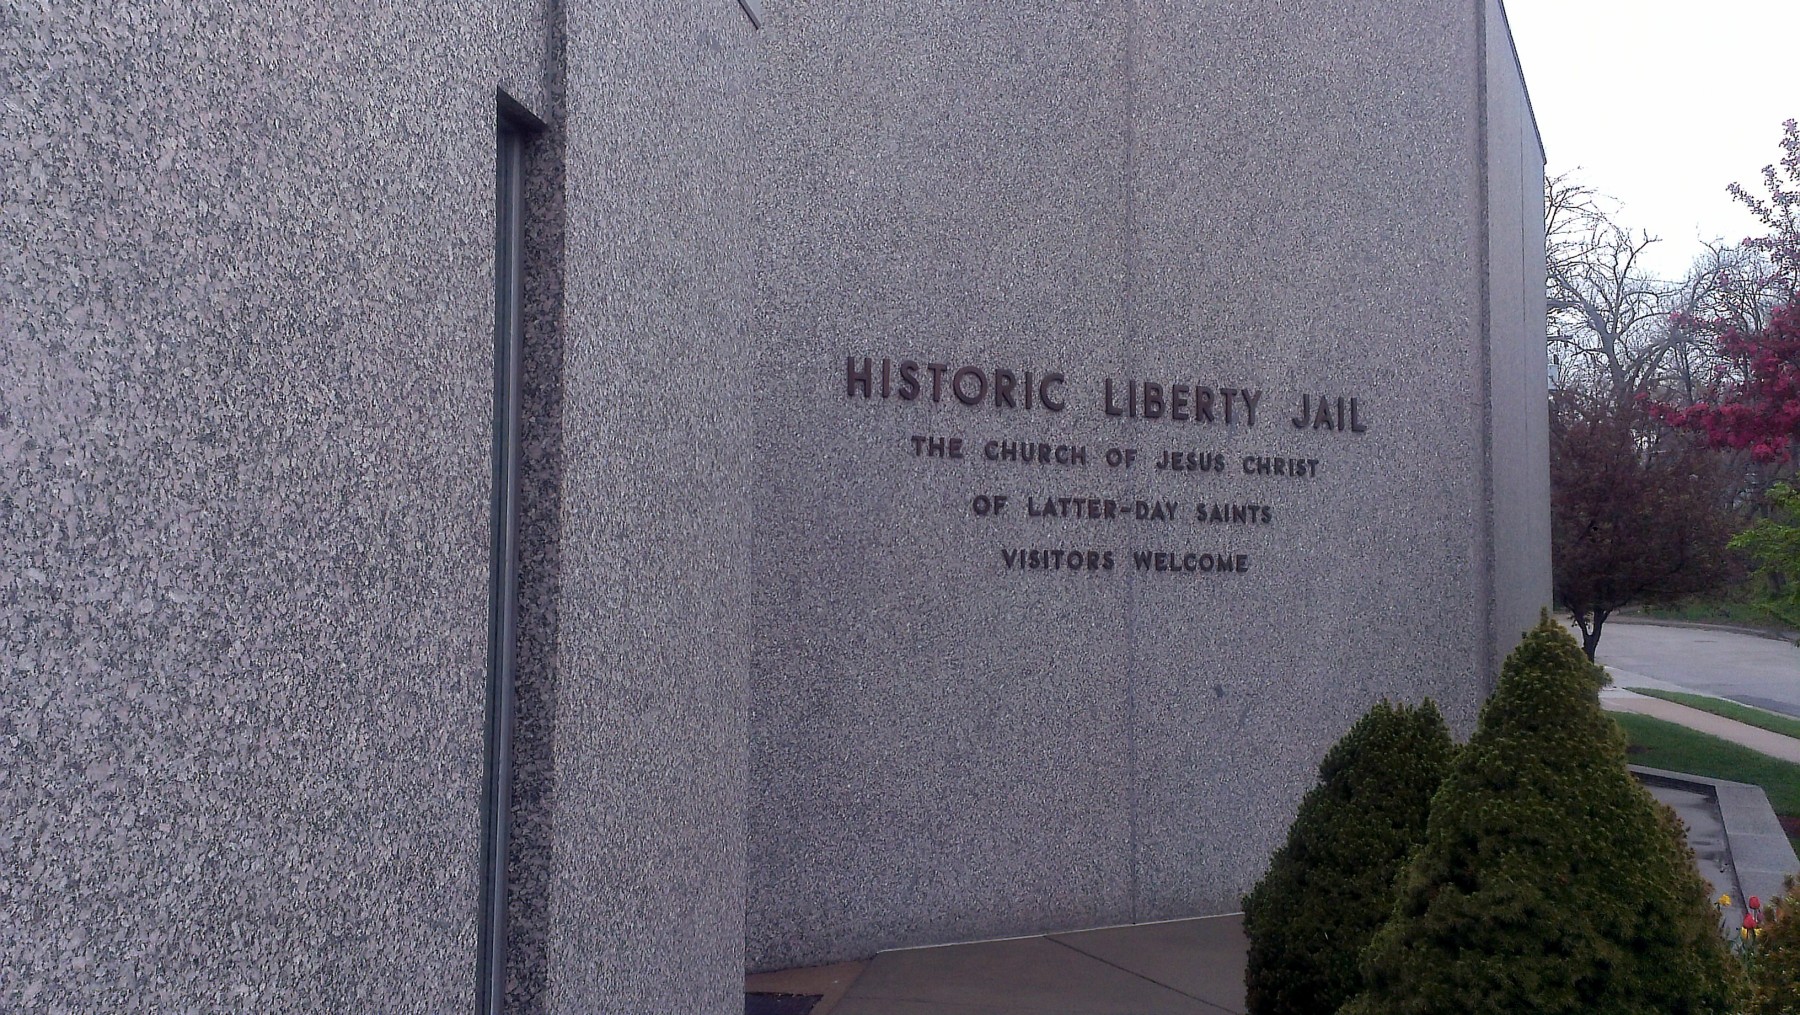 HISTORIC LIBERTY JAIL
THE CHURCH OF JESUS CHRIST
OF LATTER-DAY SAINTS
VISITORS WELCOME